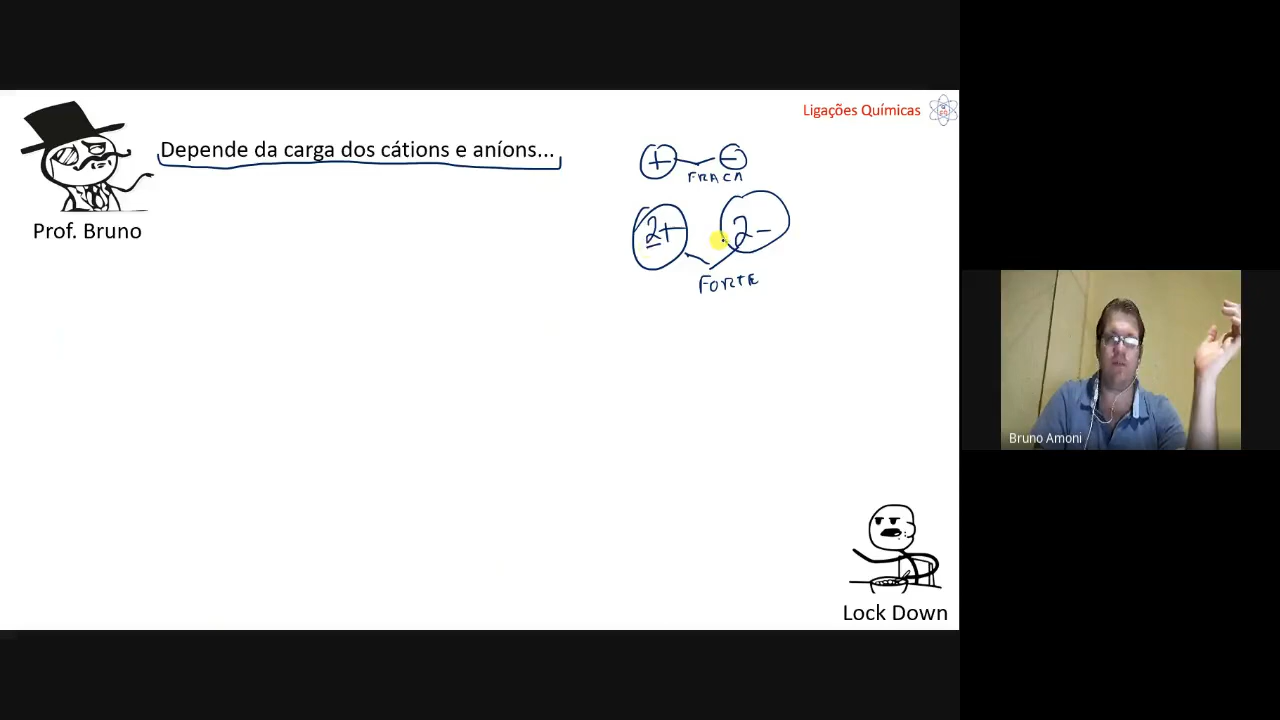 Ligações Químicas
Depende da carga dos cátions e aníons...
+ −
FRACA
Prof. Bruno
2+ 2−
FORTE
Bruno Amoni
Lock Down